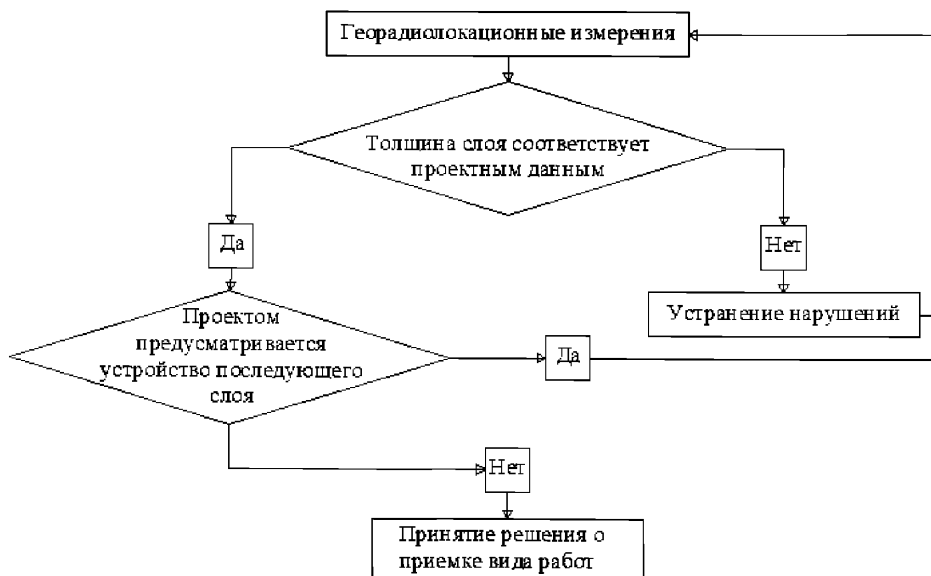 Георадиолокационные измерения
Толшина слоя соответствует
проектным данным
Да
Нет
Проектом
предусматривается
устройство последующего
слоя
Устранение нарушений
Да
Нет
Принятие решения о
приемке вида работ